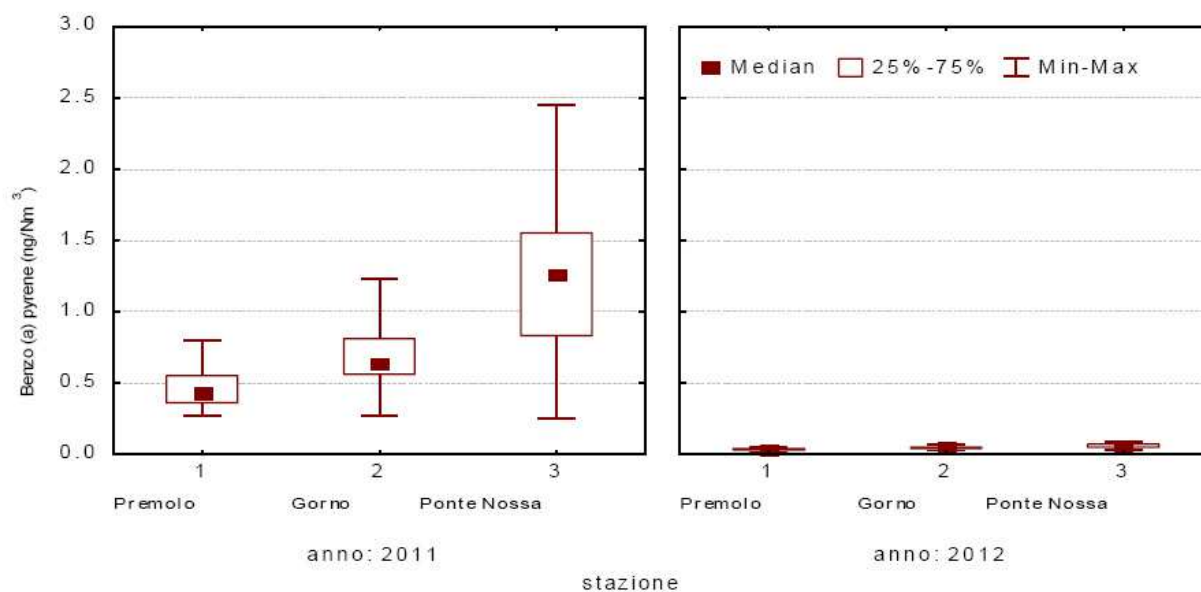 3.0
2.5
2.0
1.5
1.0
0.5
0.0
Benzo (a) pyrene (ng/Nm³)
Median 25%-75% Min-Max
1 2 3
Premolo Gorno Ponte Nossa
anno: 2011
1 2 3
Premolo Gorno Ponte Nossa
anno: 2012
stazione